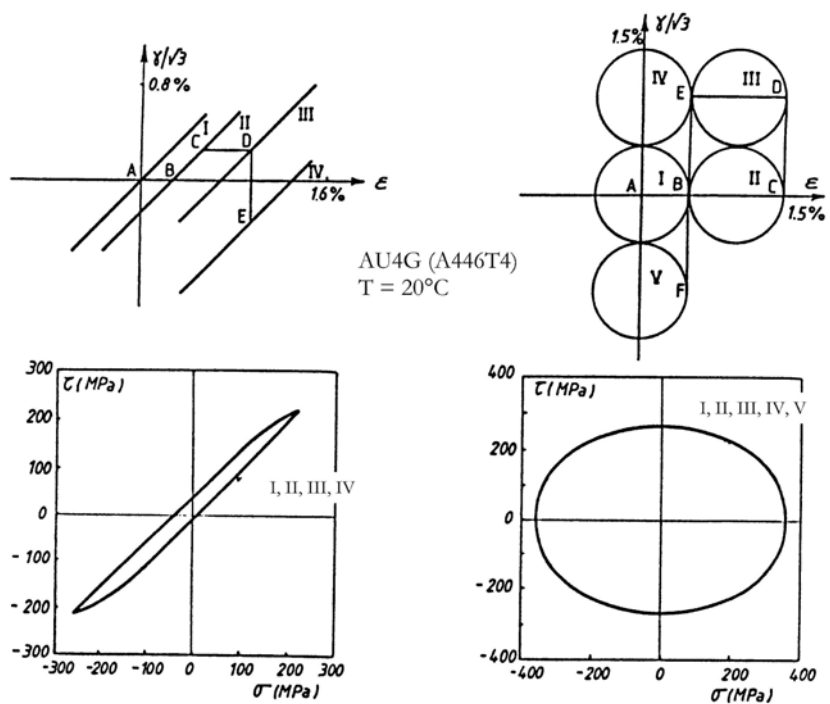 γ/√3
0.8%
I
II
III
C
D
A
B
IV
1.6%
ε
E
γ/√3
1.5%
IV
III
E
D
A
I
B
II
C
ε
1.5%
V
F
AU4G (A446T4)
T = 20°C
300
τ(MPa)
200
100
I, II, III, IV
0
-100
-200
-300
-300
-200
-100
0
100
200
300
σ(MPa)
400
τ(MPa)
I, II, III, IV, V
200
0
-200
-400
-400
-200
0
200
400
σ(MPa)